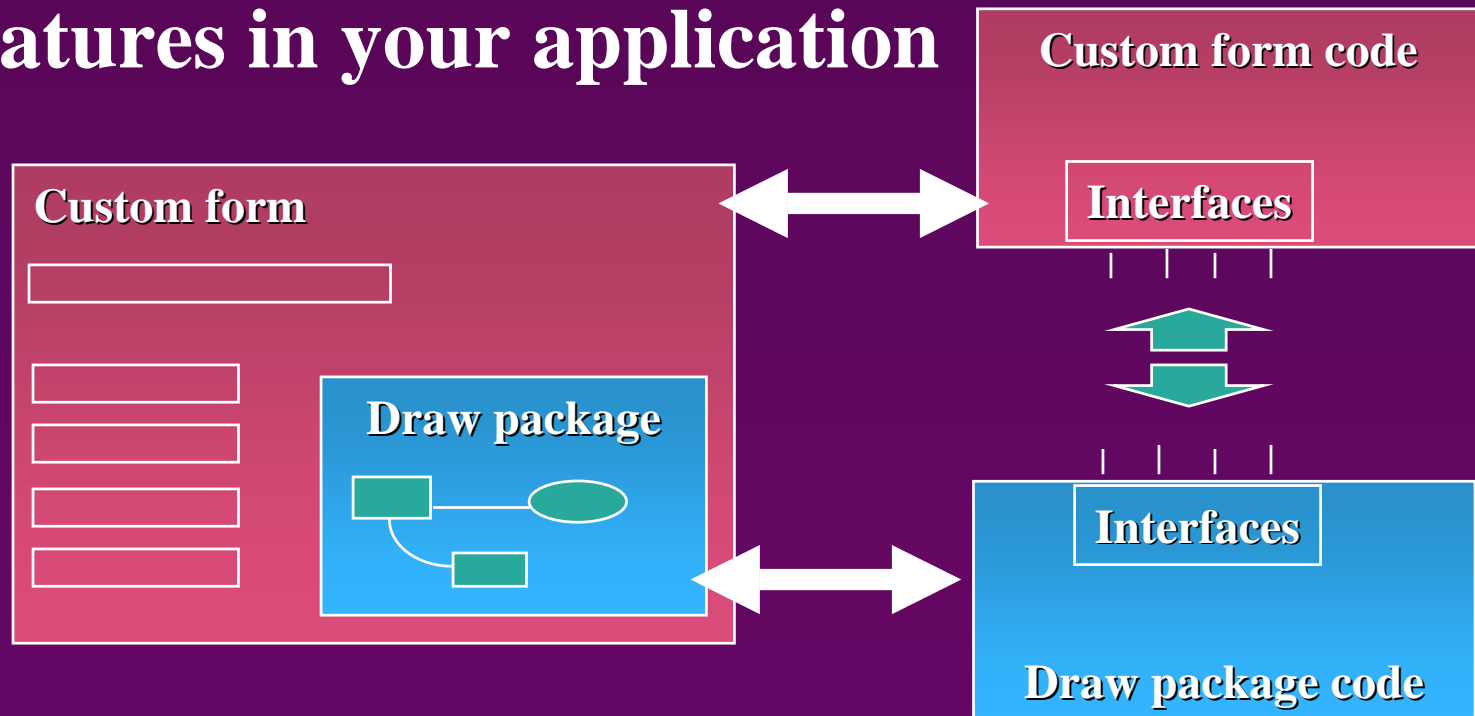 atures in your application
Custom form code
Interfaces
Custom form
Draw package
Interfaces
Draw package code